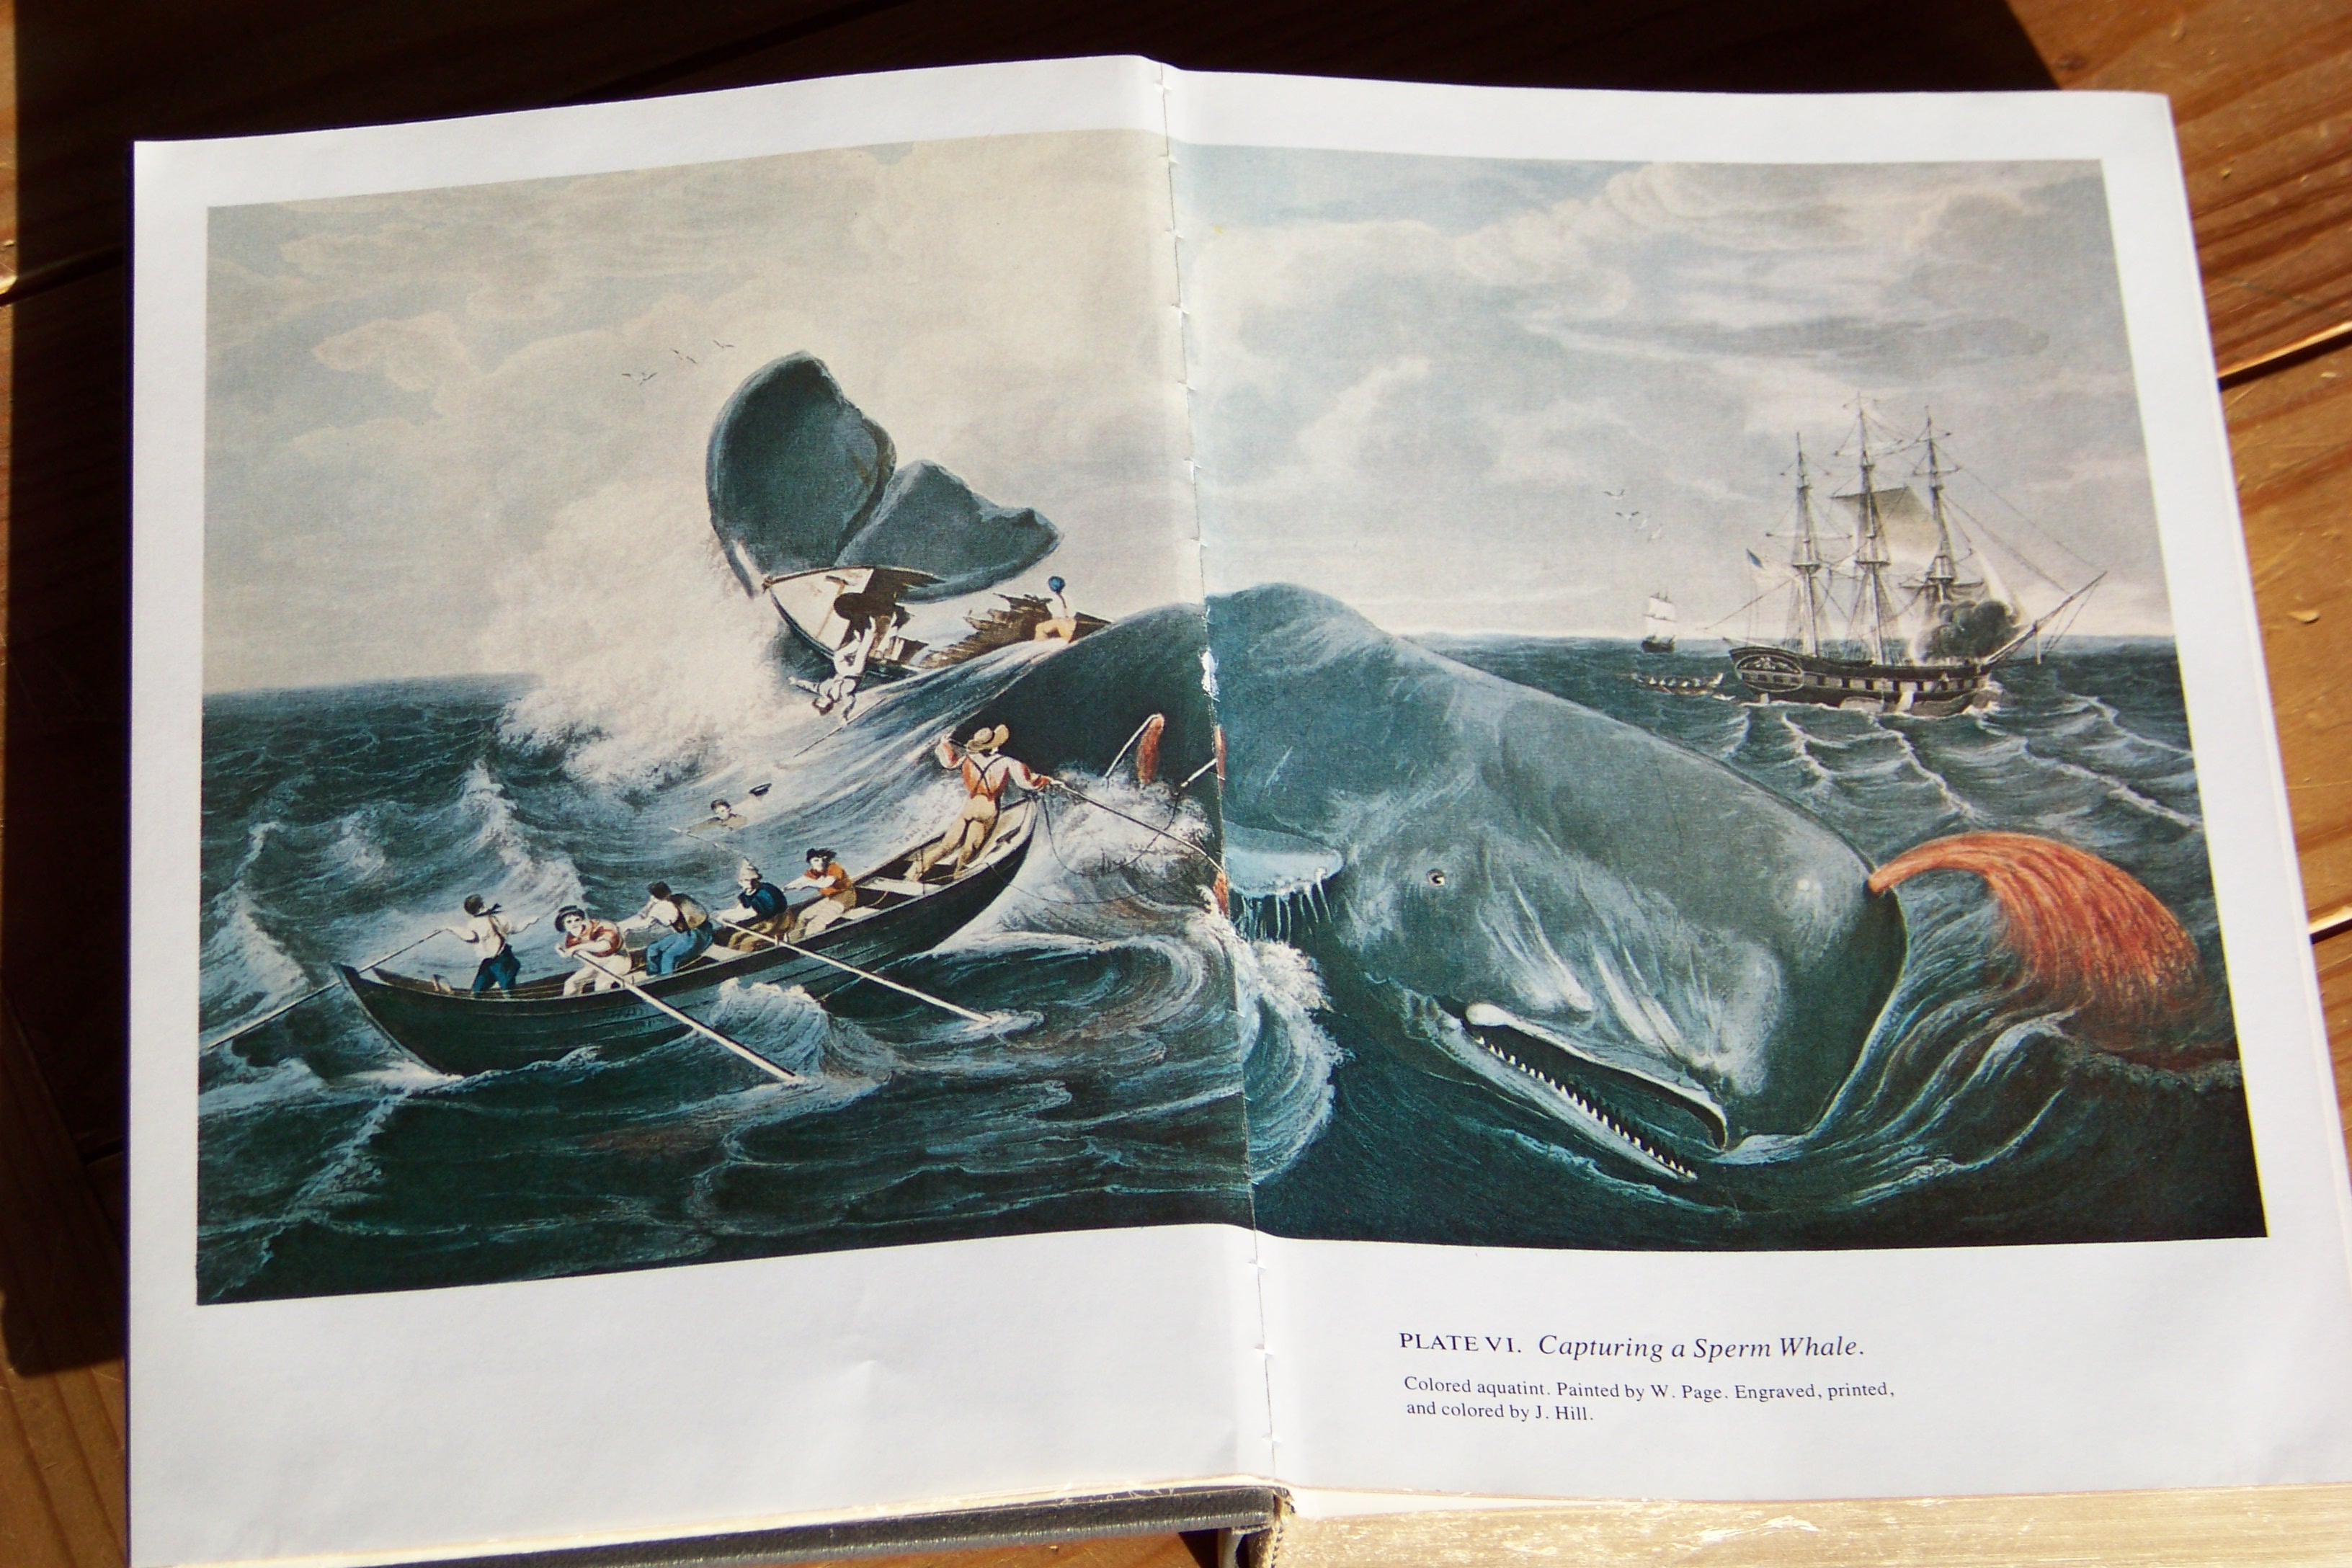 PLATE VI. Capturing a Sperm Whale.
Colored aquatint. Painted by W. Page. Engraved, printed,
and colored by J. Hill.